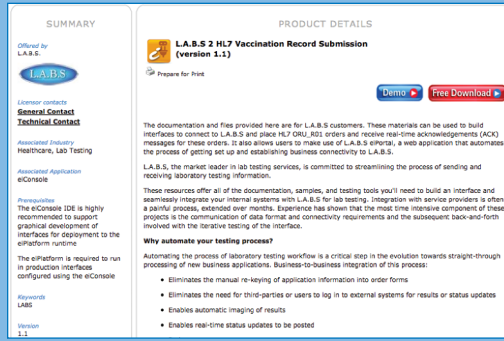 SUMMARY
Offered by
L.A.B.S.
L.A.B.S
Licensor contacts
General Contact
Technical Contact
Associated Industry
Healthcare, Lab Testing
Associated Application
eiConsole
Prerequisites
The eiConsole IDE is highly
recommended to support
graphical development of
interfaces for deployment to the
eiPlatform runtime
The eiPlatform is required to run
in production interfaces
configured using the eiConsole
Keywords
LABS
Version
1.1
PRODUCT DETAILS
L.A.B.S 2 HL7 Vaccination Record Submission
(version 1.1)
Prepare for Print
Demo
Free Download
The documentation and files provided here are for L.A.B.S customers. These materials can be used to build
interfaces to connect to L.A.B.S and place HL7 ORU_R01 orders and receive real-time acknowledgements (ACK)
messages for these orders. It also allows users to make use of L.A.B.S eiPortal, a web application that automates
the process of getting set up and establishing business connectivity to L.A.B.S.
L.A.B.S, the market leader in lab testing services, is committed to streamlining the process of sending and
receiving laboratory testing information.
These resources offer all of the documentation, samples, and testing tools you'll need to build an interface and
seamlessly integrate your internal systems with L.A.B.S for lab testing. Integration with service providers is often
a painful process, extended over months. Experience has shown that the most time intensive component of these
projects is the communication of data format and connectivity requirements and the subsequent back-and-forth
involved with the iterative testing of the interface.
Why automate your testing process?
Automating the process of laboratory testing workflow is a critical step in the evolution towards straight-through
processing of new business applications. Business-to-business integration of this process:
• Eliminates the manual re-keying of application information into order forms
• Eliminates the need for third-parties or users to log in to external systems for results or status updates
• Enables automatic imaging of results
• Enables real-time status updates to be posted